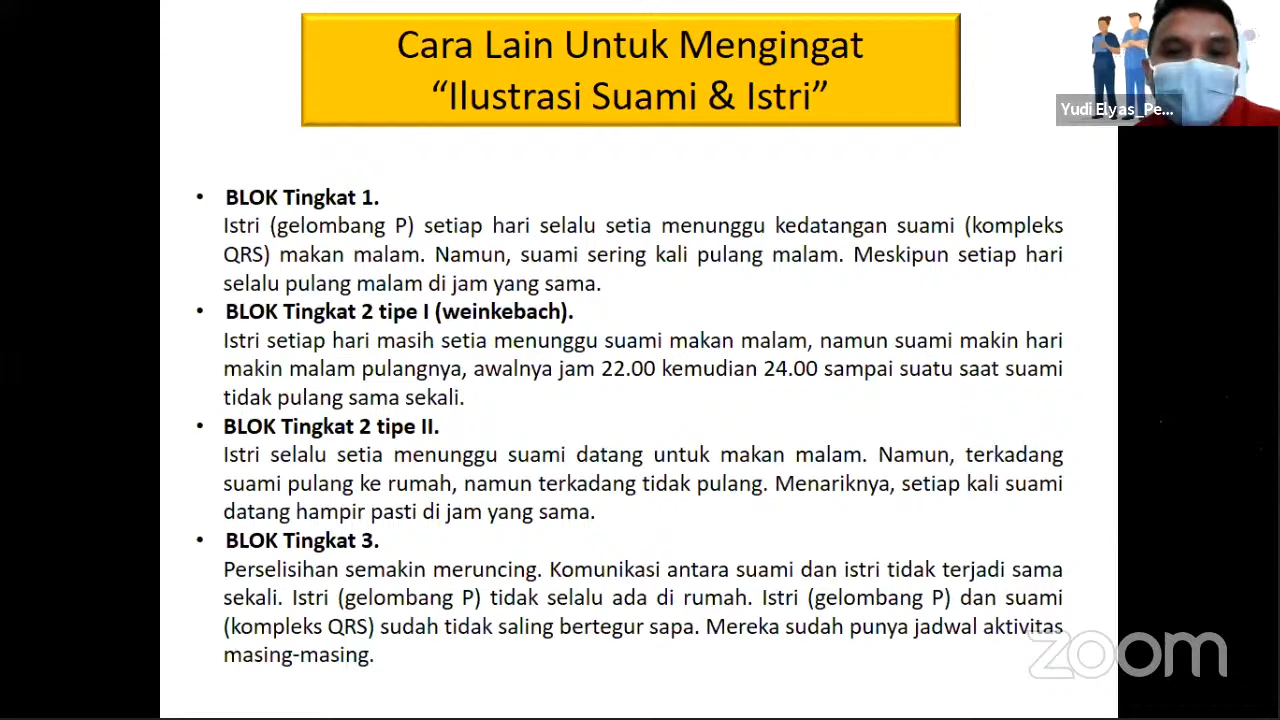 Cara Lain Untuk Mengingat
“Ilustrasi Suami & Istri”
Yudi Elyas_Pe...
• BLOK Tingkat 1.
Istri (gelombang P) setiap hari selalu setia menunggu kedatangan suami (kompleks
QRS) makan malam. Namun, suami sering kali pulang malam. Meskipun setiap hari
selalu pulang malam di jam yang sama.
• BLOK Tingkat 2 tipe I (weinkebach).
Istri setiap hari masih setia menunggu suami makan malam, namun suami makin hari
makin malam pulangnya, awalnya jam 22.00 kemudian 24.00 sampai suatu saat suami
tidak pulang sama sekali.
• BLOK Tingkat 2 tipe II.
Istri selalu setia menunggu suami datang untuk makan malam. Namun, terkadang
suami pulang ke rumah, namun terkadang tidak pulang. Menariknya, setiap kali suami
datang hampir pasti di jam yang sama.
• BLOK Tingkat 3.
Perselisihan semakin meruncing. Komunikasi antara suami dan istri tidak terjadi sama
sekali. Istri (gelombang P) tidak selalu ada di rumah. Istri (gelombang P) dan suami
(kompleks QRS) sudah tidak saling bertegur sapa. Mereka sudah punya jadwal aktivitas
masing-masing.
zoom